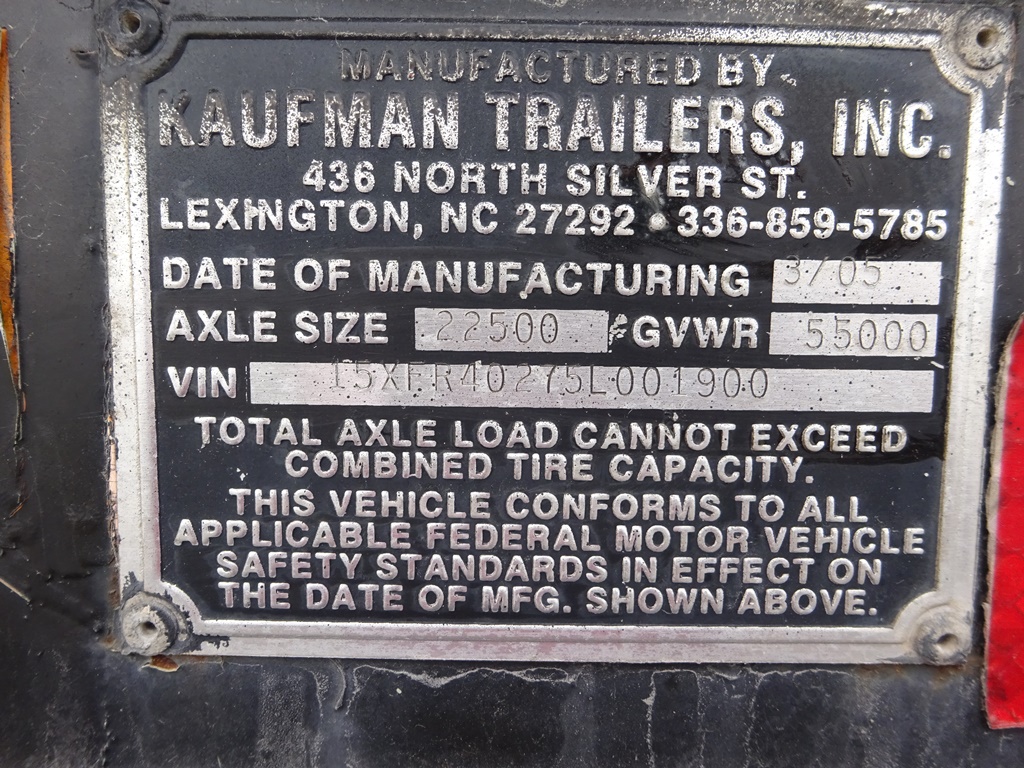 MANUFACTURED BY
KAUFMAN TRAILERS, INC.
436 NORTH SILVER ST.
LEXINGTON, NC 27292 • 336-859-5785
DATE OF MANUFACTURING 3/05
AXLE SIZE 22500 GVWR 55000
VIN 15XFR40275L001900
TOTAL AXLE LOAD CANNOT EXCEED
COMBINED TIRE CAPACITY.
THIS VEHICLE CONFORMS TO ALL
APPLICABLE FEDERAL MOTOR VEHICLE
SAFETY STANDARDS IN EFFECT ON
THE DATE OF MFG. SHOWN ABOVE.